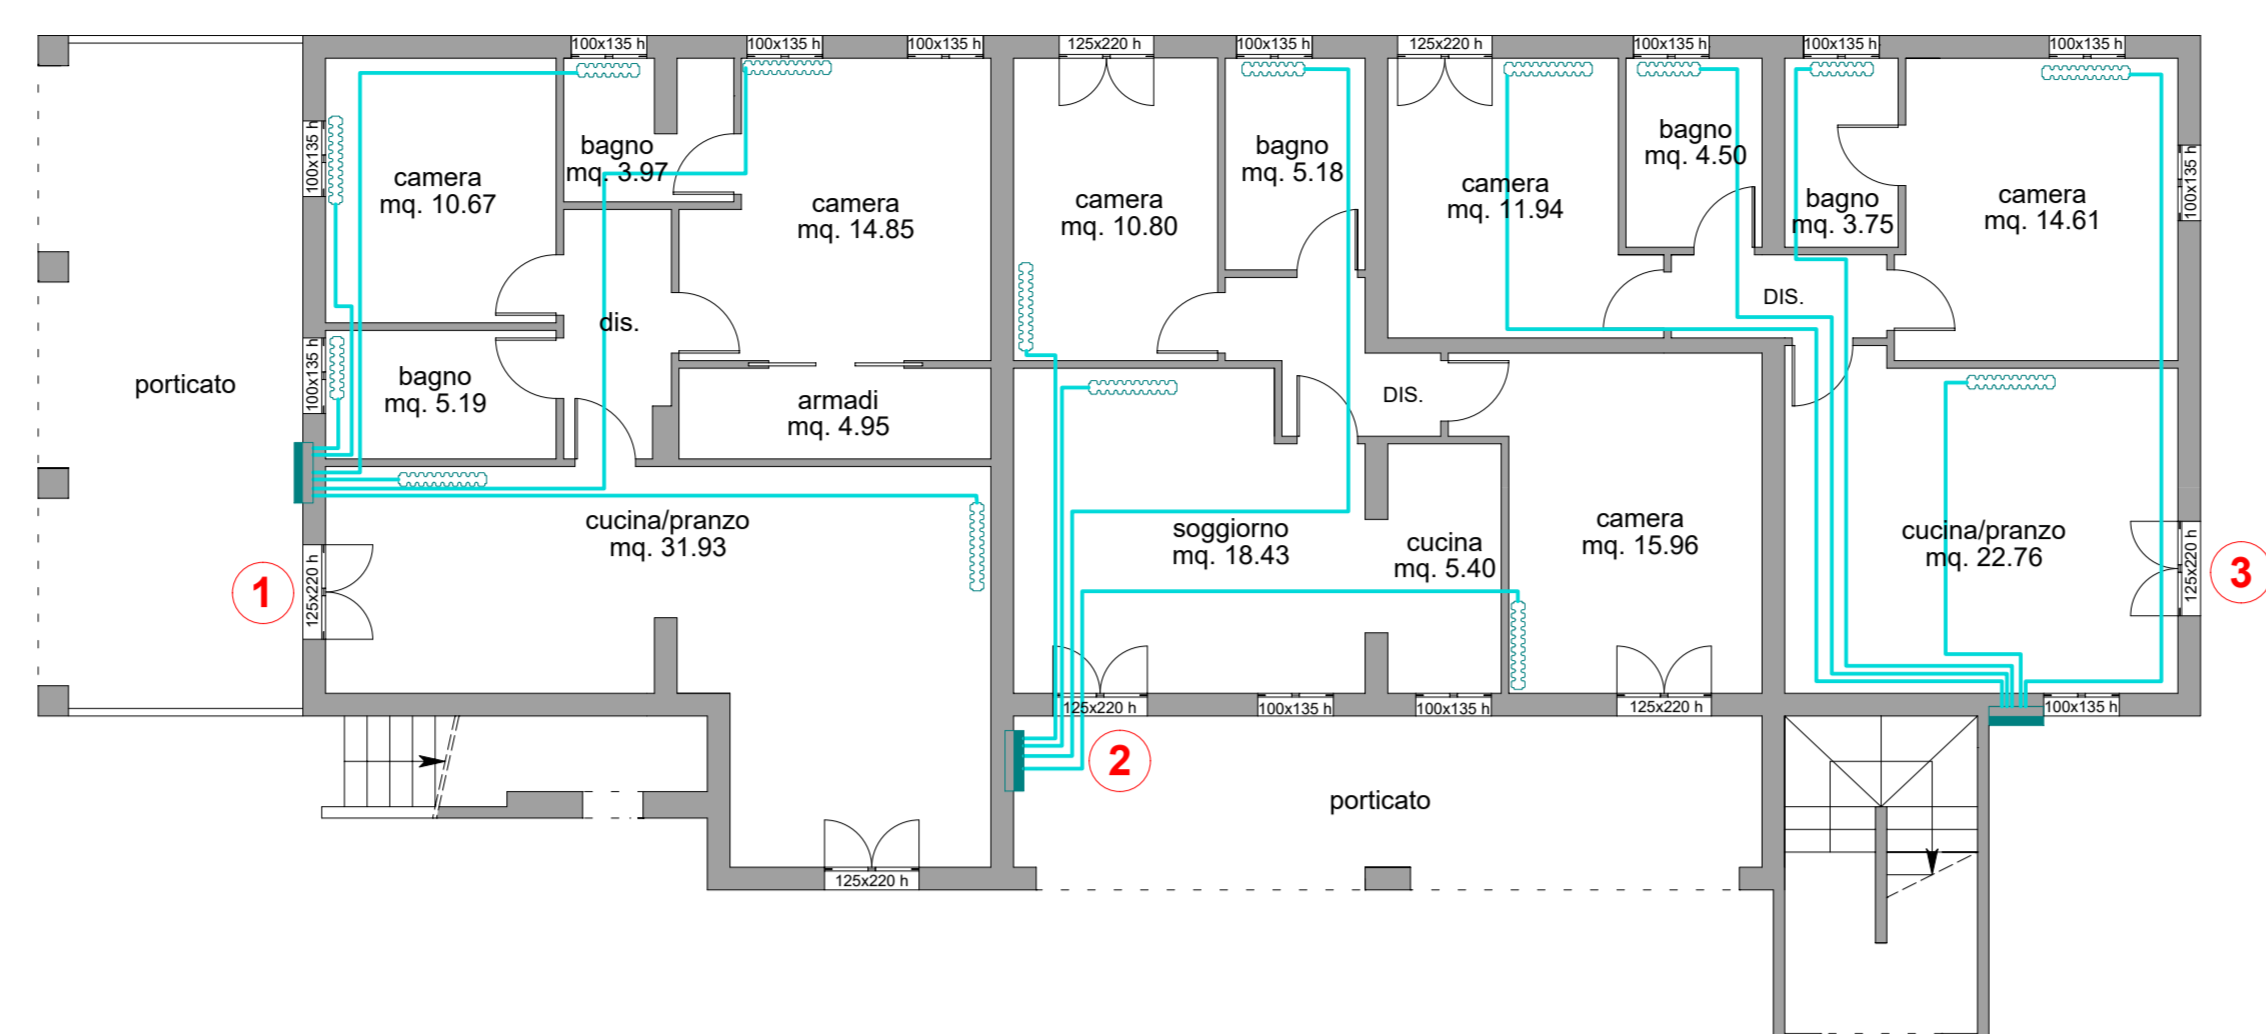 100x135 h
100x135 h
100x135 h
125x220 h
100x135 h
125x220 h
100x135 h
100x135 h
100x135 h
100x135 h
camera
mq. 10.67
bagno
mq. 3.97
camera
mq. 14.85
camera
mq. 10.80
bagno
mq. 5.18
camera
mq. 11.94
bagno
mq. 4.50
bagno
mq. 3.75
camera
mq. 14.61
100x135 h
dis.
DIS.
porticato
100x135 h
bagno
mq. 5.19
armadi
mq. 4.95
DIS.
cucina/pranzo
mq. 31.93
soggiorno
mq. 18.43
cucina
mq. 5.40
camera
mq. 15.96
cucina/pranzo
mq. 22.76
1
125x220 h
125x220 h
3
125x220 h
100x135 h
100x135 h
125x220 h
100x135 h
2
porticato
125x220 h